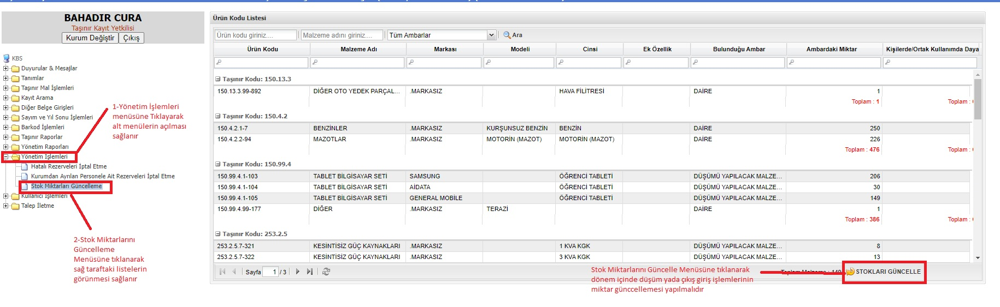 BAHADIR CURA
Taşınır Kayıt Yetkilisi
Kurum Değiştir Çıkış
KBS
Duyurular & Mesajlar
Tanımlar
Taşınır Mal İşlemleri
Kayıt Arama
Diğer Belge Girişleri
Sayım ve Yıl Sonu İşlemleri
Barkod İşlemleri
Taşınır Raporlar
Yönetim Raporları
Yönetim İşlemleri
Hatalı Rezerveleri İptal Etme
Kurumdan Ayrılan Personele Ait Rezerveleri İptal Etme
Stok Miktarları Güncelleme
Kullanıcı İşlemleri
Talep İletme
1-Yönetim İşlemleri
menüsüne Tıklayarak
alt menülerin açılması
sağlanır
2-Stok Miktarlarını
Güncelleme
Menüsüne tıklanarak
sağ taraftaki listelerin
görünmesi sağlanır
Ürün Kodu Listesi
Ürün kodu giriniz.... Malzeme adını giriniz.... Tüm Ambarlar Ara
Ürün Kodu Malzeme Adı Markası Modeli Cinsi Ek Özellik Bulunduğu Ambar Ambardaki Miktar Kişilerde/Ortak Kullanımda Daya
Taşınır Kodu: 150.13.3
150.13.3.99-892 DİĞER OTO YEDEK PARÇAL... .MARKASIZ HAVA FİLİTRESİ DAİRE 1
Toplam : 1 Toplam :
Taşınır Kodu: 150.4.2
150.4.2.1-7 BENZİNLER .MARKASIZ KURŞUNSUZ BENZİN BENZİN DAİRE 250
150.4.2.2-94 MAZOTLAR .MARKASIZ MOTORİN (MAZOT) MOTORİN (MAZOT) DAİRE 226
Toplam : 476 Toplam :
Taşınır Kodu: 150.99.4
150.99.4.1-103 TABLET BİLGİSAYAR SETİ SAMSUNG ÖĞRENCİ TABLETİ DÜŞÜMÜ YAPILACAK MALZE... 206
150.99.4.1-104 TABLET BİLGİSAYAR SETİ AİDATA ÖĞRENCİ TABLETİ DÜŞÜMÜ YAPILACAK MALZE... 30
150.99.4.1-105 TABLET BİLGİSAYAR SETİ GENERAL MOBILE ÖĞRENCİ TABLETİ DÜŞÜMÜ YAPILACAK MALZE... 149
150.99.4.99-177 DİĞER .MARKASIZ TERAZİ DAİRE 1
Toplam : 386 Toplam :
Taşınır Kodu: 253.2.5
253.2.5.7-321 KESİNTİSİZ GÜÇ KAYNAKLARI .MARKASIZ 1 KVA KGK DÜŞÜMÜ YAPILACAK MALZE... 8
253.2.5.7-322 KESİNTİSİZ GÜÇ KAYNAKLARI .MARKASIZ 3 KVA KGK DÜŞÜMÜ YAPILACAK MALZE... 13
Sayfa 1 / 3 Toplam Malzeme : 149 STOKLARI GÜNCELLE
Stok Miktarlarını Güncelle Menüsüne tıklanarak
dönem içinde düşüm yada çıkış giriş işlemlerinin
miktar günccellemesi yapılmalıdır